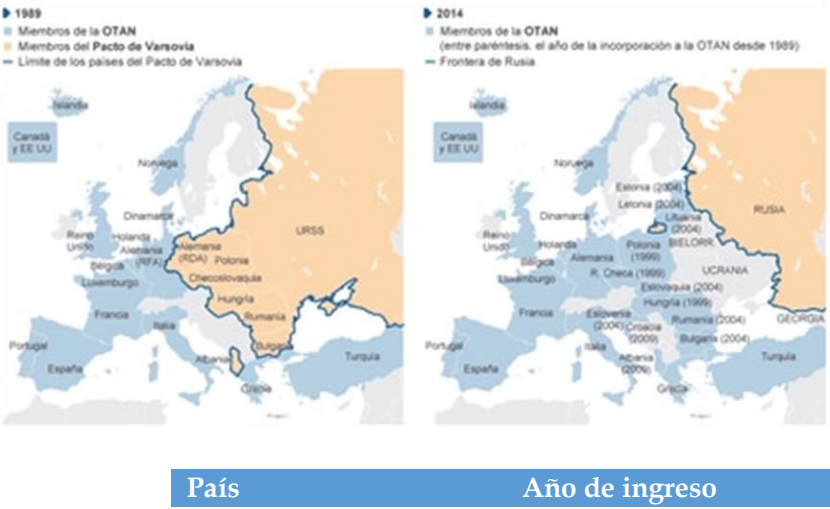 1989
Miembros de la OTAN
Miembros del Pacto de Varsovia
Límite de los países del Pacto de Varsovia
Islandia
Canadá
y EE UU
Noruega
Dinamarca
Reino
Unido
Holanda
Alemania
(RFA)
Alemania
(RDA)
Polonia
URSS
Bélgica
Luxemburgo
Checoslovaquia
Hungría
Francia
Rumanía
Italia
Bulgaria
Portugal
España
Albania
Turquía
Grecia
2014
Miembros de la OTAN
(entre paréntesis, el año de la incorporación a la OTAN desde 1989)
Frontera de Rusia
Islandia
Canadá
y EE UU
Noruega
Estonia (2004)
Letonia (2004)
Dinamarca
Lituania
(2004)
RUSIA
Reino
Unido
Holanda
Polonia
(1999)
BIELORR.
Bélgica
Alemania
R. Checa (1999)
UCRANIA
Luxemburgo
Eslovaquia (2004)
Hungría (1999)
Francia
Eslovenia
(2004)
Croacia
(2009)
Rumanía (2004)
GEORGIA
Italia
Bulgaria (2004)
Portugal
España
Albania
(2009)
Turquía
Grecia
País Año de ingreso